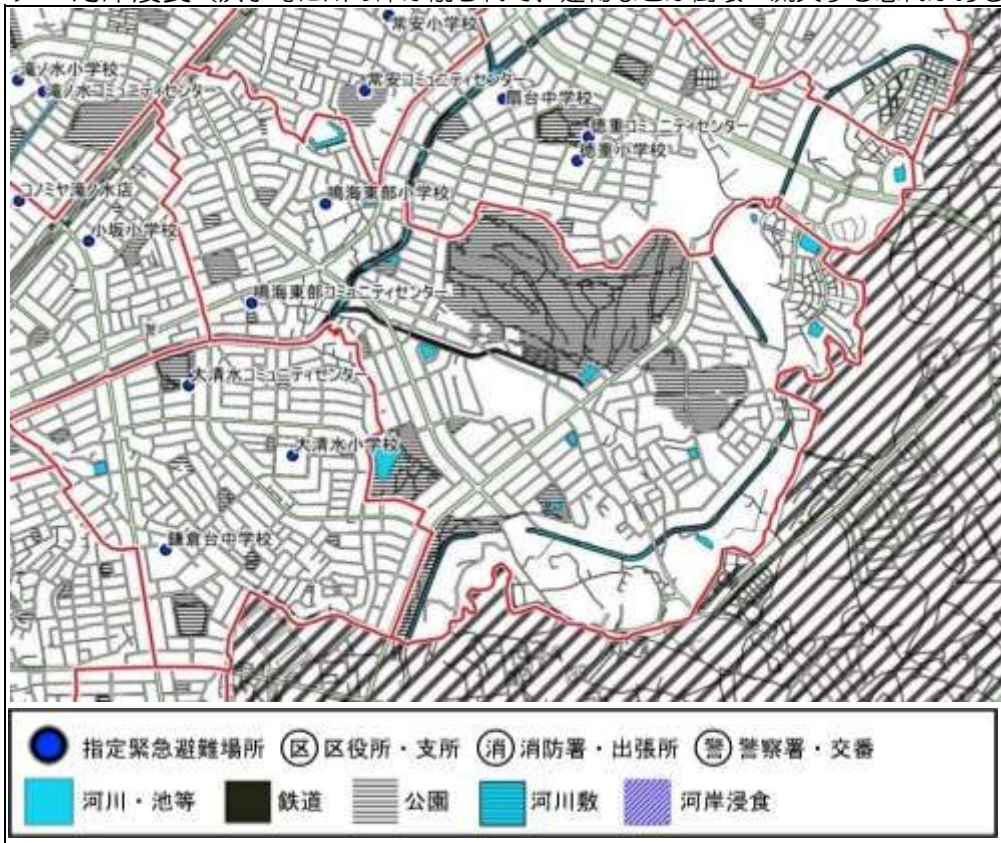 常安小学校
滝ノ水小学校
滝ノ水コミュニティセンター
常安コミュニティセンター
扇台中学校
徳重コミュニティセンター
徳重小学校
コノミヤ滝ノ水店
鳴海東部小学校
小坂小学校
鳴海東部コミュニティセンター
大清水コミュニティセンター
大清水小学校
鎌倉台中学校
指定緊急避難場所 区 区役所・支所 消 消防署・出張所 警 警察署・交番
河川・池等 鉄道 公園 河川敷 河岸浸食